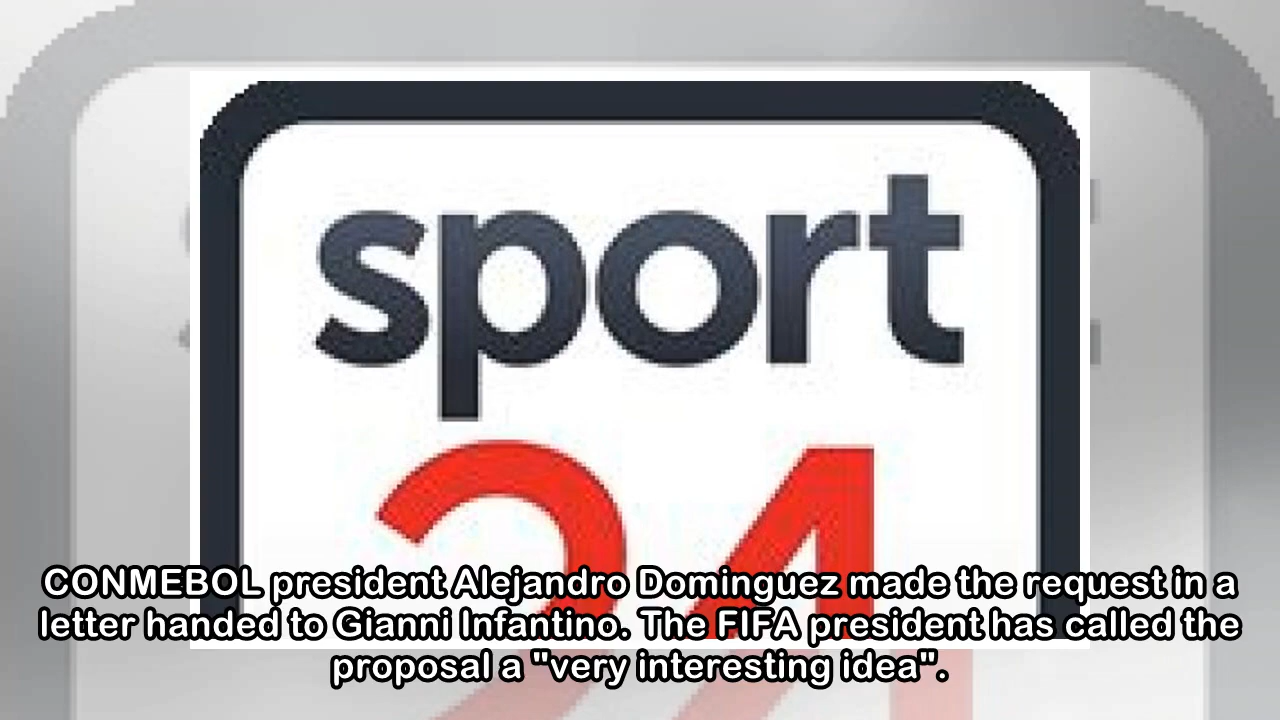 sport
24
CONMEBOL president Alejandro Dominguez made the request in a
letter handed to Gianni Infantino. The FIFA president has called the
proposal a "very interesting idea".